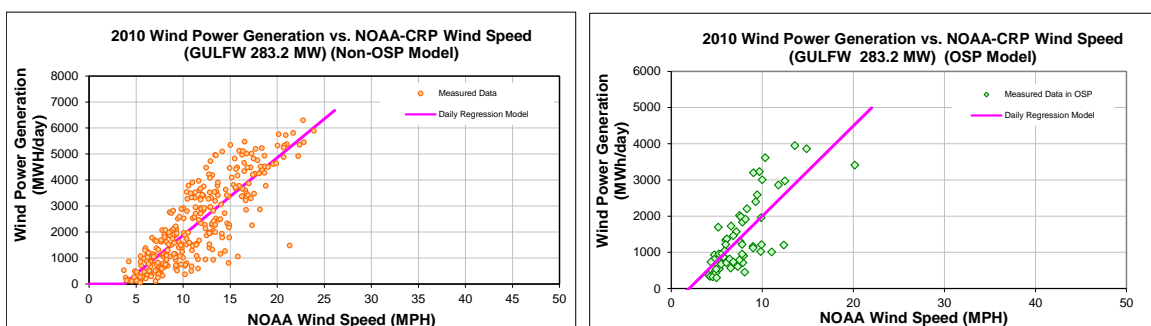 2010 Wind Power Generation vs. NOAA-CRP Wind Speed
(GULFW 283.2 MW) (Non-OSP Model)
Wind Power Generation
(MWH/day)
8000
7000
6000
5000
4000
3000
2000
1000
0
Measured Data
Daily Regression Model
0 5 10 15 20 25 30 35 40 45 50
NOAA Wind Speed (MPH)
2010 Wind Power Generation vs. NOAA-CRP Wind Speed
(GULFW 283.2 MW) (OSP Model)
Wind Power Generation
(MWh/day)
6000
5000
4000
3000
2000
1000
0
Measured Data in OSP
Daily Regression Model
0 10 20 30 40 50
NOAA Wind Speed (MPH)